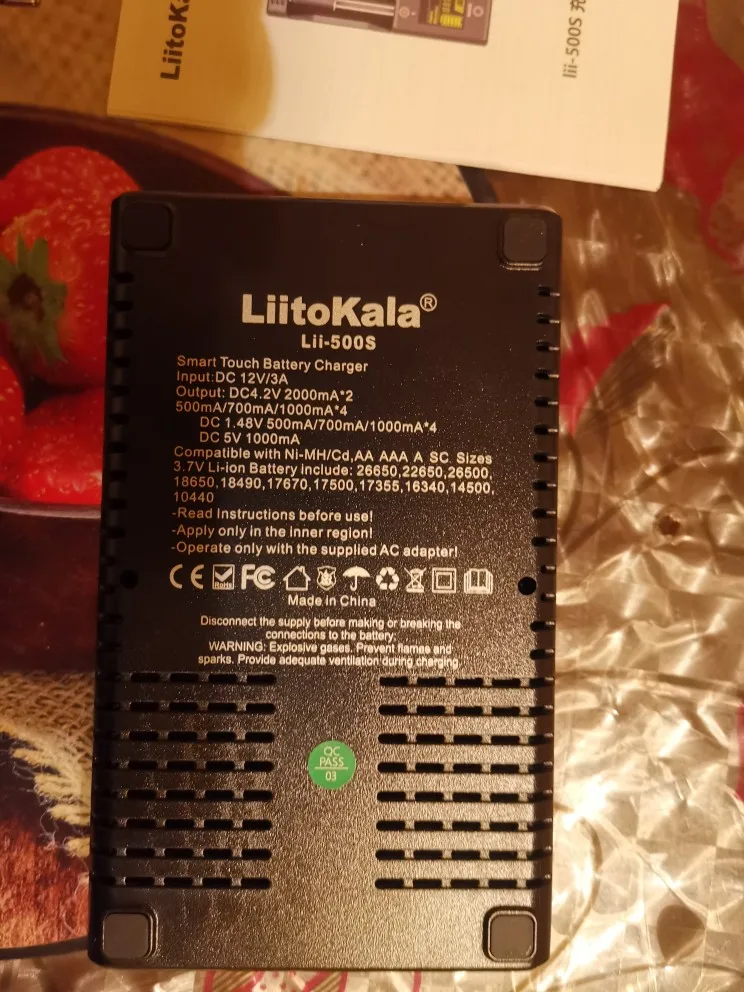 LiitoKa
lii-500S 充
LiitoKala®
Lii-500S
Smart Touch Battery Charger
Input:DC 12V/3A
Output: DC4.2V 2000mA*2
500mA/700mA/1000mA*4
DC 1.48V 500mA/700mA/1000mA*4
DC 5V 1000mA
Compatible with Ni-MH/Cd,AA AAA A SC Sizes
3.7V Li-ion Battery include: 26650,22650,26500,
18650,18490,17670,17500,17355,16340,14500,
10440
-Read Instructions before use!
-Apply only in the inner region!
-Operate only with the supplied AC adapter!
CE RoHS FC
Made in China
Disconnect the supply before making or breaking the
connections to the battery;
WARNING: Explosive gases. Prevent flames and
sparks. Provide adequate ventilation during charging.
QC
PASS
03